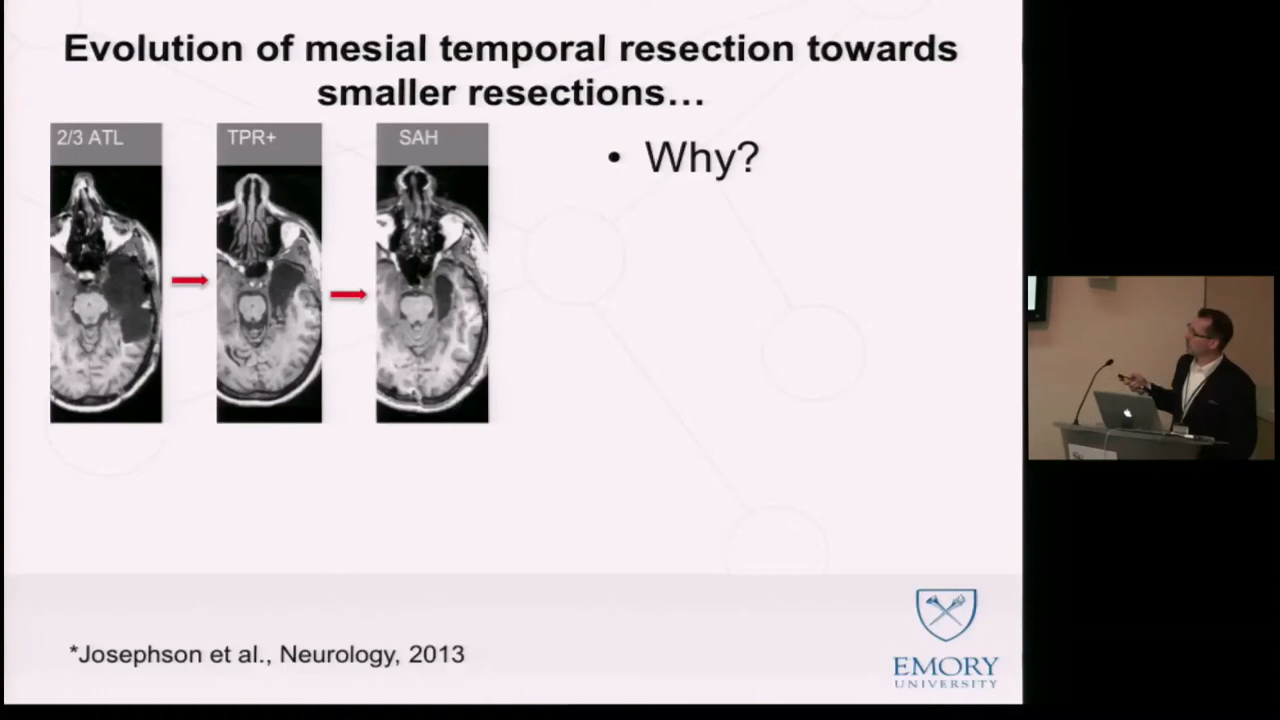 Evolution of mesial temporal resection towards
smaller resections…
2/3 ATL
TPR+
SAH
• Why?
*Josephson et al., Neurology, 2013
EMORY
UNIVERSITY